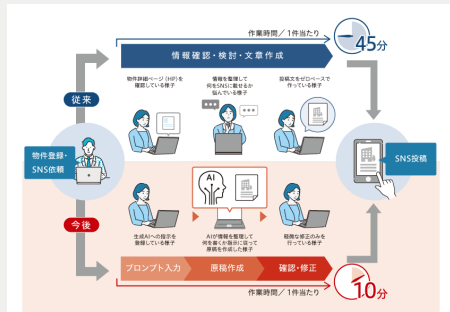 作業時間/1件当たり
45分
情報確認・検討・文章作成
物件詳細ページ（HP）を
確認している様子
情報を整理して
何をSNSに載せるか
悩んでいる様子
投稿文をゼロベースで
作っている様子
従来
物件登録・
SNS依頼
SNS投稿
今後
AI
生成AIへの指示を
登録している様子
AIが情報を整理して
何を書くか指示に従って
原稿を作成した様子
軽微な修正のみを
行っている様子
プロンプト入力
原稿作成
確認・修正
作業時間/1件当たり
10分